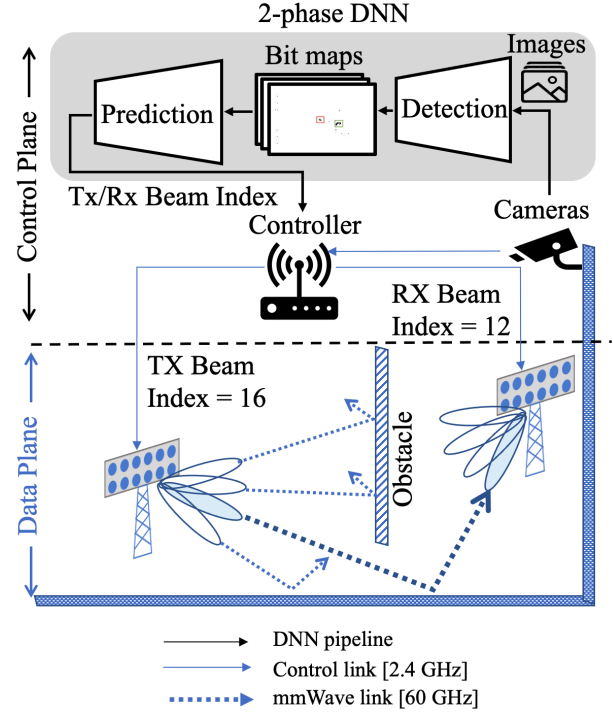 2-phase DNN
Images
Bit maps
Prediction
Detection
Control Plane
Tx/Rx Beam Index
Cameras
Controller
RX Beam
Index = 12
TX Beam
Index = 16
Data Plane
Obstacle
DNN pipeline
Control link [2.4 GHz]
mmWave link [60 GHz]